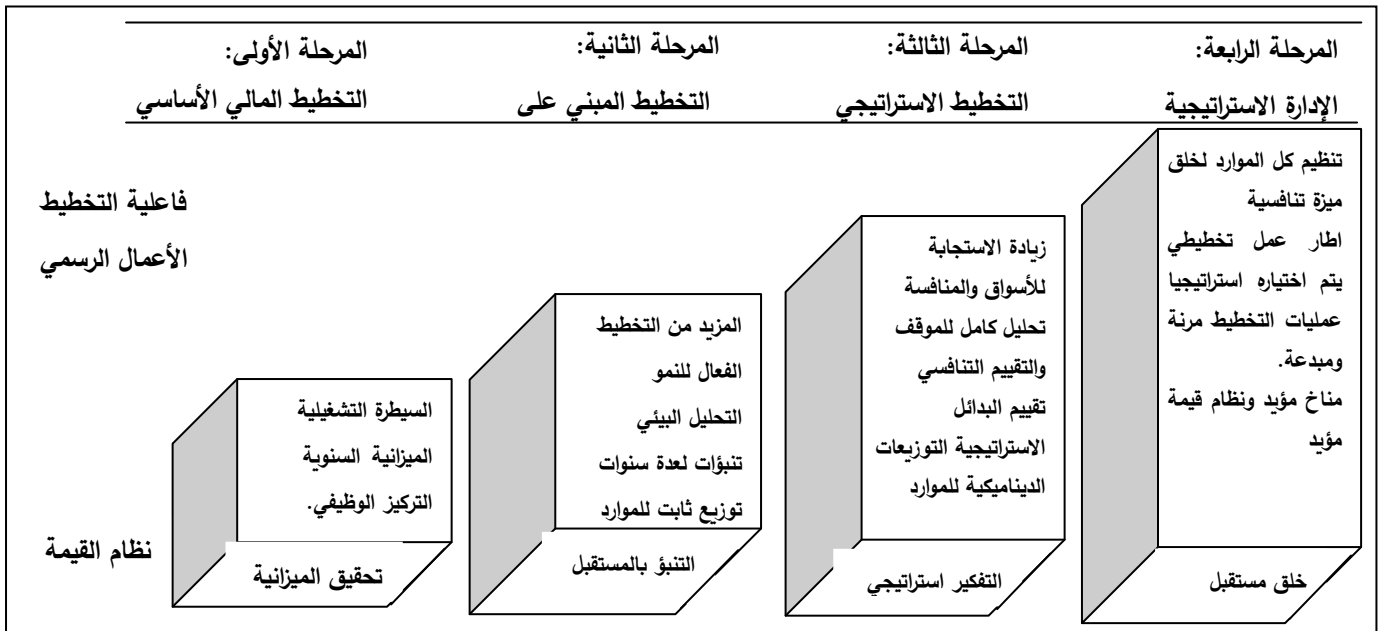 المرحلة الأولى:
التخطيط المالي الأساسي
المرحلة الثانية:
التخطيط المبني على
المرحلة الثالثة:
التخطيط الاستراتيجي
المرحلة الرابعة:
الإدارة الاستراتيجية
فاعلية التخطيط
الأعمال الرسمي
السيطرة التشغيلية
الميزانية السنوية
التركيز الوظيفي.
المزيد من التخطيط
الفعال للنمو
التحليل البيئي
تنبؤات لعدة سنوات
توزيع ثابت للموارد
زيادة الاستجابة
للأسواق والمنافسة
تحليل كامل للموقف
والتقييم التنافسي
تقييم البدائل
الاستراتيجية التوزيعات
الديناميكية للموارد
تنظيم كل الموارد لخلق
ميزة تنافسية
اطار عمل تخطيطي
يتم اختياره استراتيجيا
عمليات التخطيط مرنة
ومبدعة.
مناخ مؤيد ونظام قيمة
مؤيد
نظام القيمة
تحقيق الميزانية
التنبؤ بالمستقبل
التفكير استراتيجي
خلق مستقبل